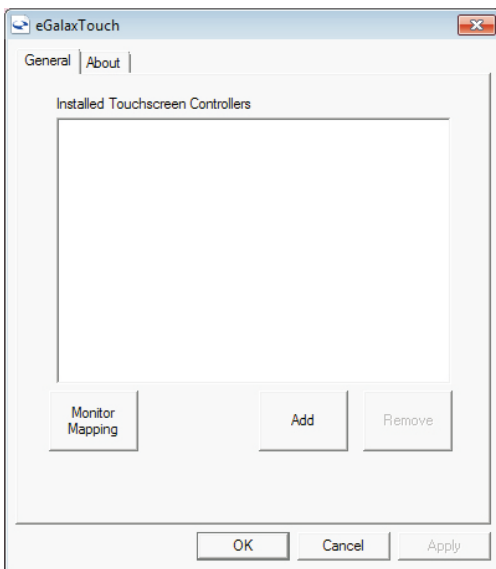 eGalaxTouch
General About
Installed Touchscreen Controllers
Monitor
Mapping
Add Remove
OK Cancel Apply